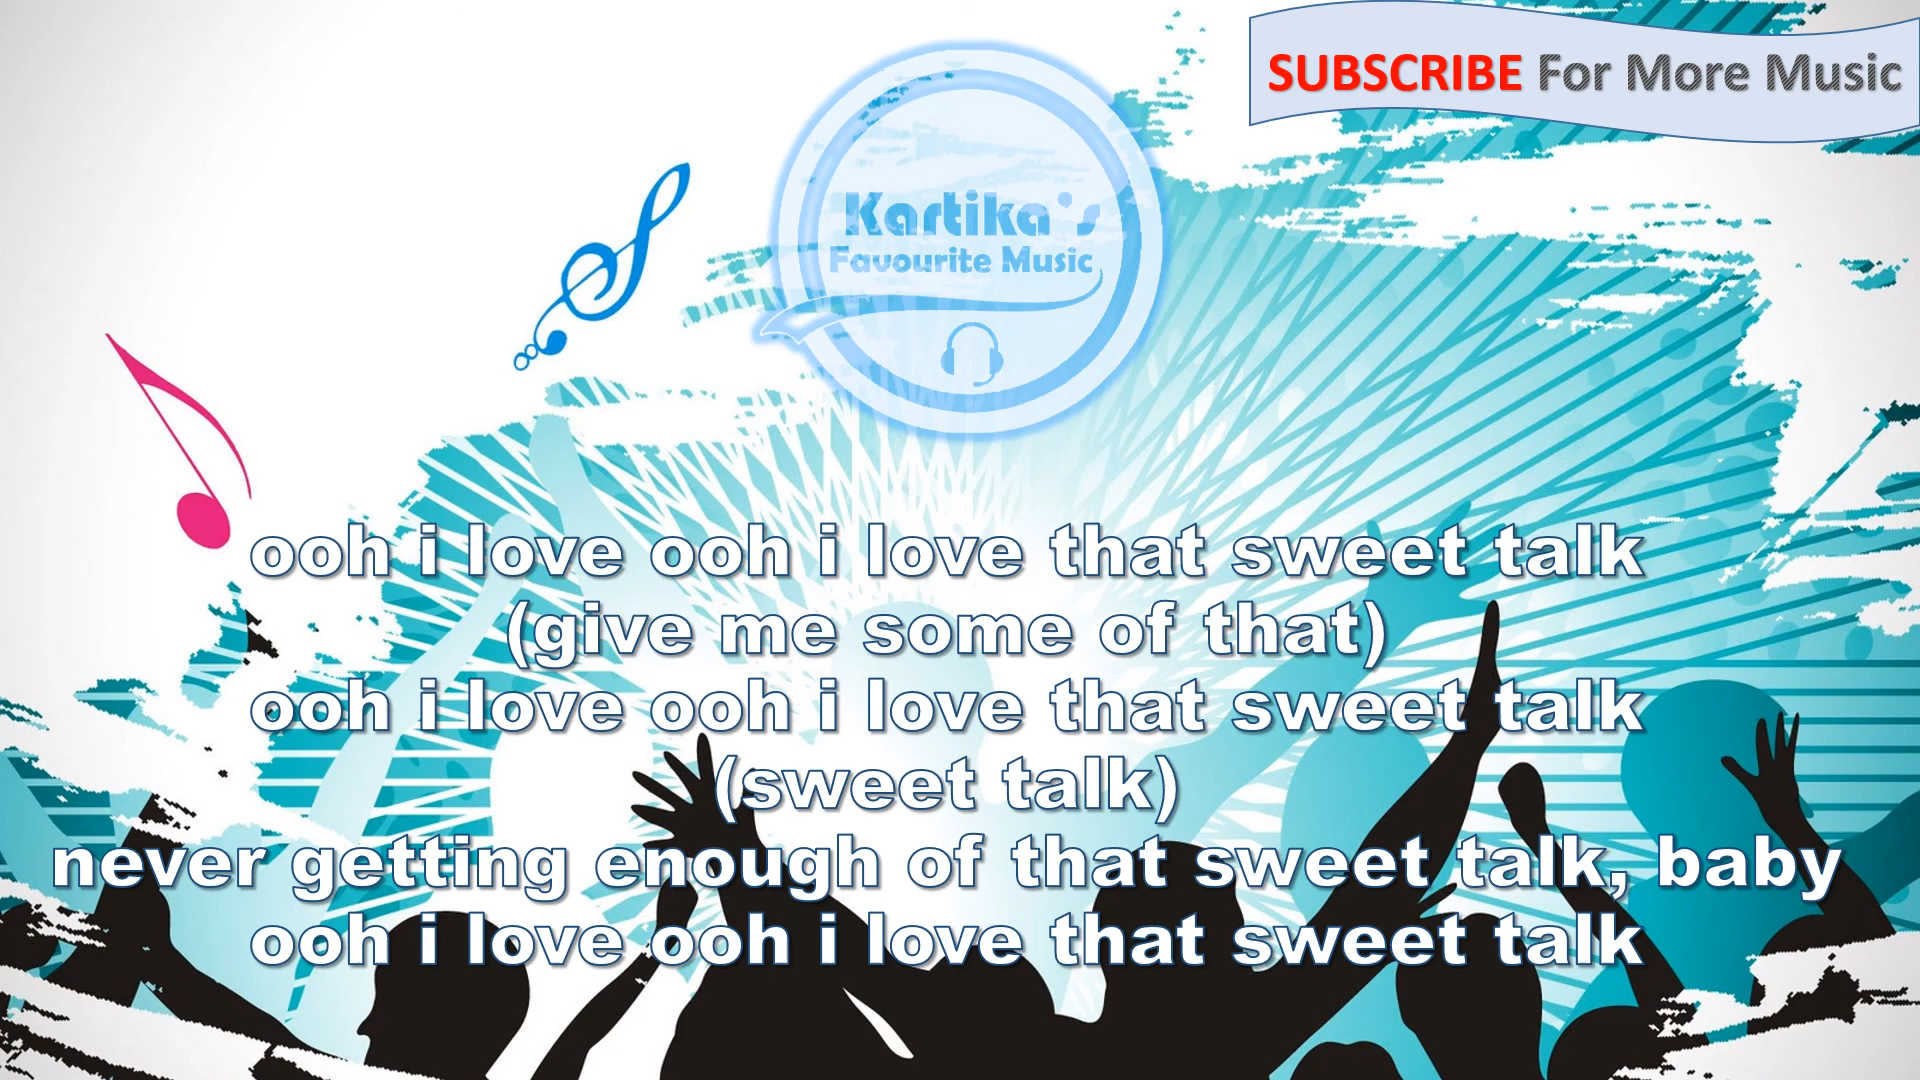 SUBSCRIBE For More Music
Kartika's
Favourite Music
ooh i love ooh i love that sweet talk
(give me some of that)
ooh i love ooh i love that sweet talk
(sweet talk)
never getting enough of that sweet talk, baby
ooh i love ooh i love that sweet talk